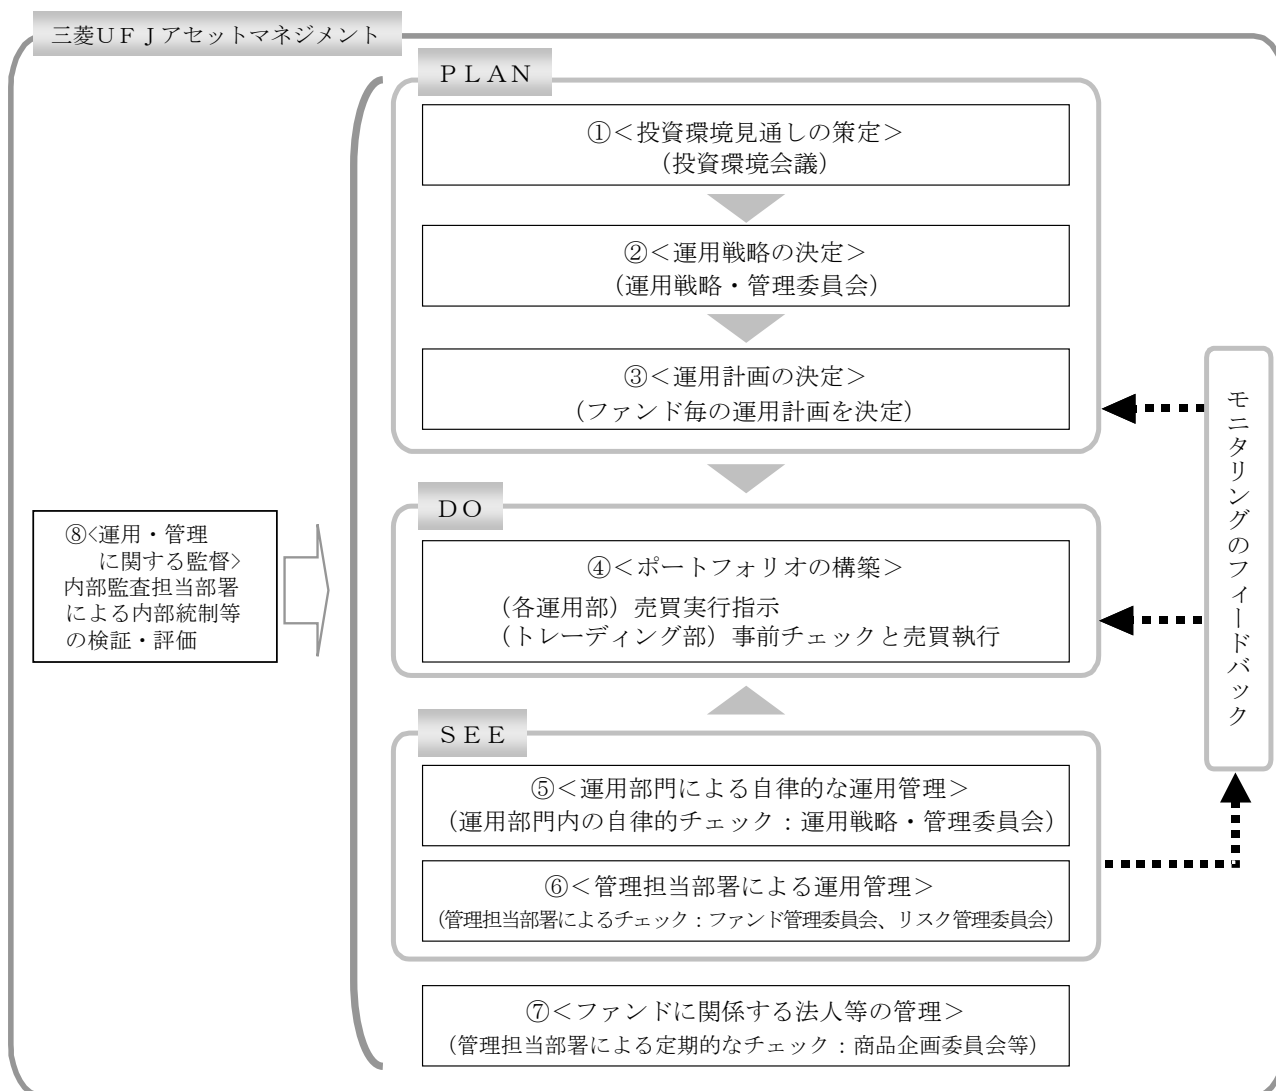 三菱ＵＦＪアセットマネジメント
ＰＬＡＮ
①＜投資環境見通しの策定＞
（投資環境会議）
②＜運用戦略の決定＞
（運用戦略・管理委員会）
③＜運用計画の決定＞
（ファンド毎の運用計画を決定）
ＤＯ
④＜ポートフォリオの構築＞
（各運用部）売買実行指示
（トレーディング部）事前チェックと売買執行
ＳＥＥ
⑤＜運用部門による自律的な運用管理＞
（運用部門内の自律的チェック：運用戦略・管理委員会）
⑥＜管理担当部署による運用管理＞
（管理担当部署によるチェック：ファンド管理委員会、リスク管理委員会）
⑦＜ファンドに関係する法人等の管理＞
（管理担当部署による定期的なチェック：商品企画委員会等）
⑧<運用・管理
に関する監督>
内部監査担当部署
による内部統制等
の検証・評価
モニタリングのフィードバック